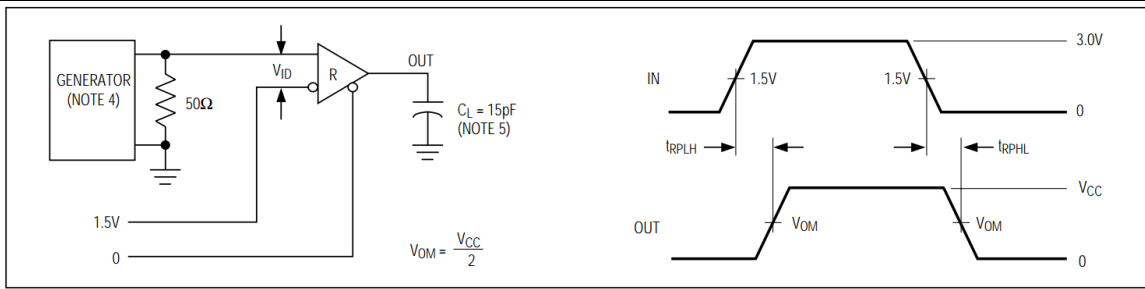 GENERATOR
(NOTE 4)
50Ω
VID
R
OUT
CL = 15pF
(NOTE 5)
1.5V
0
VOM = VCC
2
IN
1.5V
1.5V
3.0V
0
tRPLH
tRPHL
OUT
VOM
VOM
VCC
0